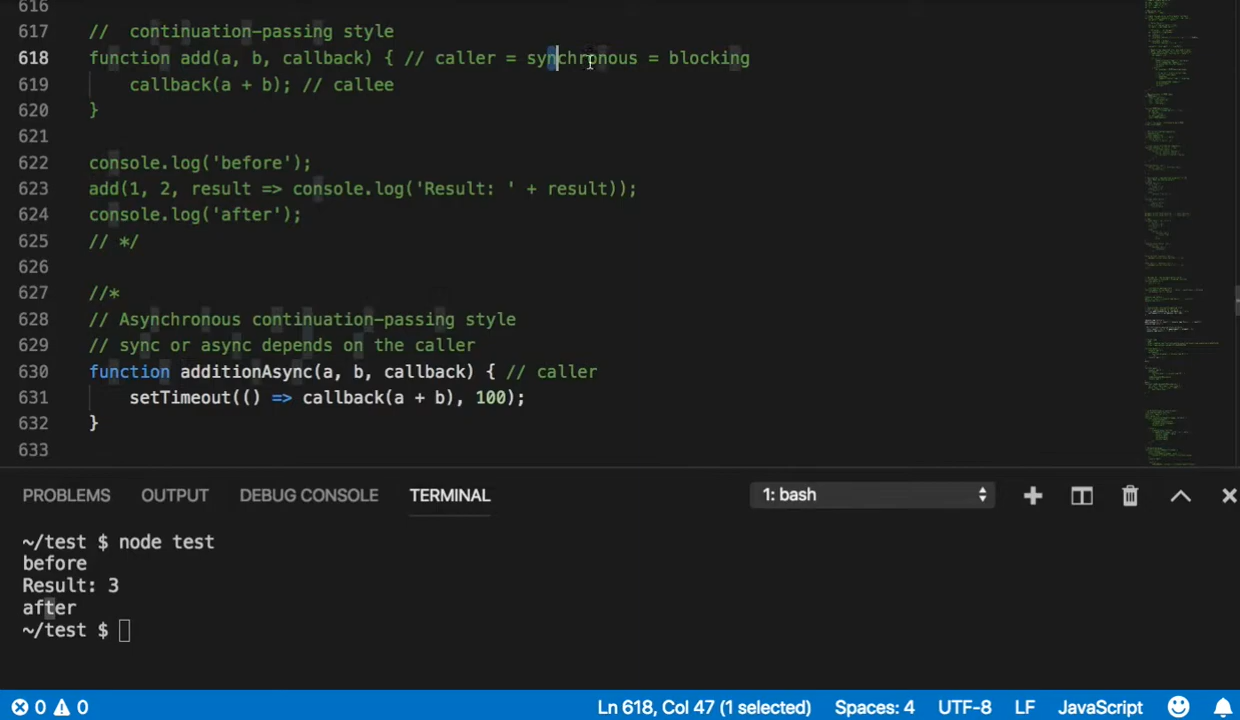 616
617 //  continuation-passing style
618 function add(a, b, callback) { // caller = synchronous = blocking
619     callback(a + b); // callee
620 }
621
622 console.log('before');
623 add(1, 2, result => console.log('Result: ' + result));
624 console.log('after');
625 // */
626
627 //*
628 // Asynchronous continuation-passing style
629 // sync or async depends on the caller
630 function additionAsync(a, b, callback) { // caller
631     setTimeout(() => callback(a + b), 100);
632 }
633
PROBLEMS OUTPUT DEBUG CONSOLE TERMINAL 1: bash
~/test $ node test
before
Result: 3
after
~/test $
0 0 Ln 618, Col 47 (1 selected) Spaces: 4 UTF-8 LF JavaScript